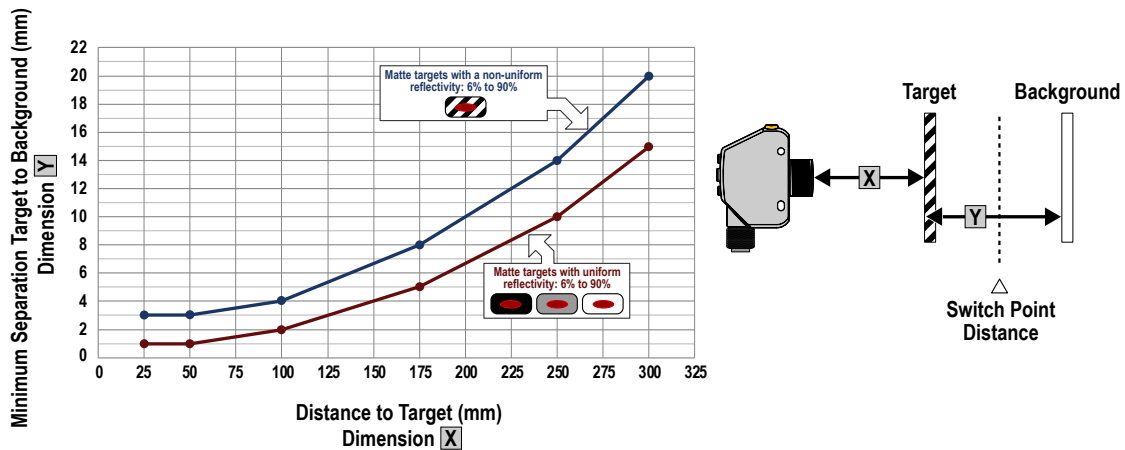 Minimum Separation Target to Background (mm)
Dimension Y
22
20
18
16
14
12
10
8
6
4
2
0
0 25 50 75 100 125 150 175 200 225 250 275 300 325
Distance to Target (mm)
Dimension X
Matte targets with a non-uniform
reflectivity: 6% to 90%
Matte targets with uniform
reflectivity: 6% to 90%
Target
Background
X
Y
Switch Point
Distance